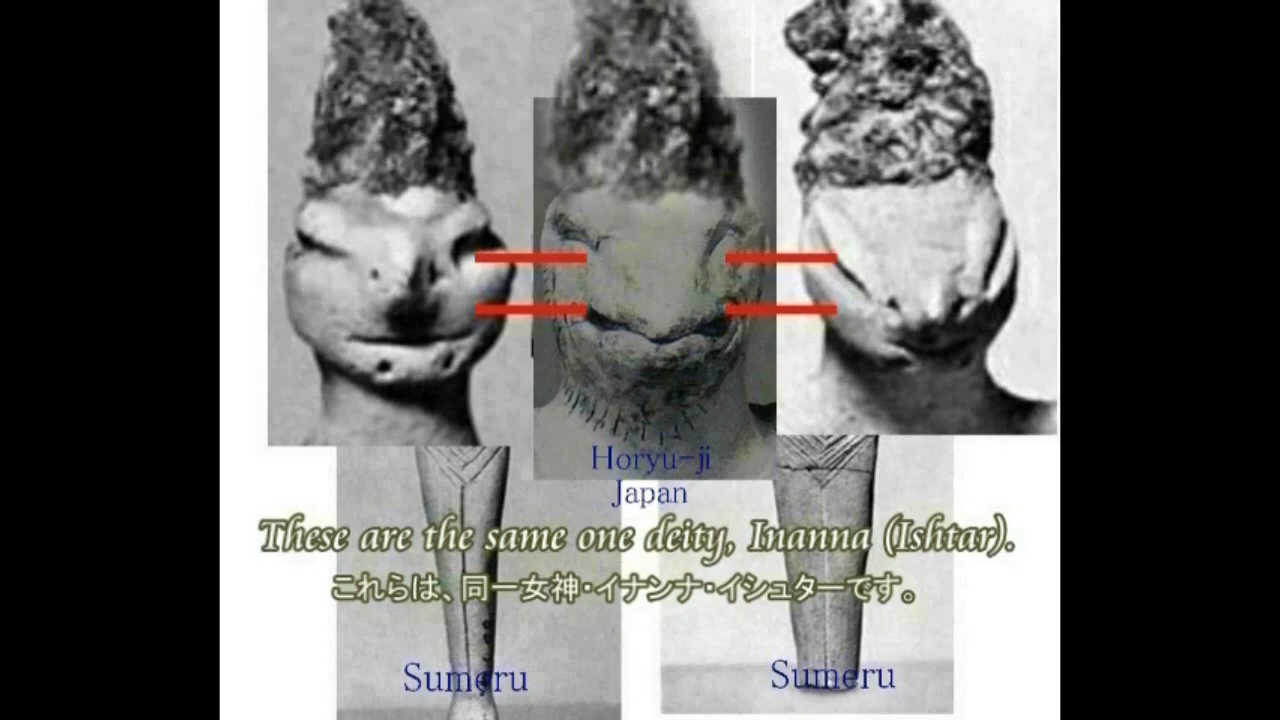 Horyu-ji
Japan
These are the same one deity, Inanna (Ishtar).
これらは、同一女神・イナンナ・イシュターです。
Sumeru
Sumeru